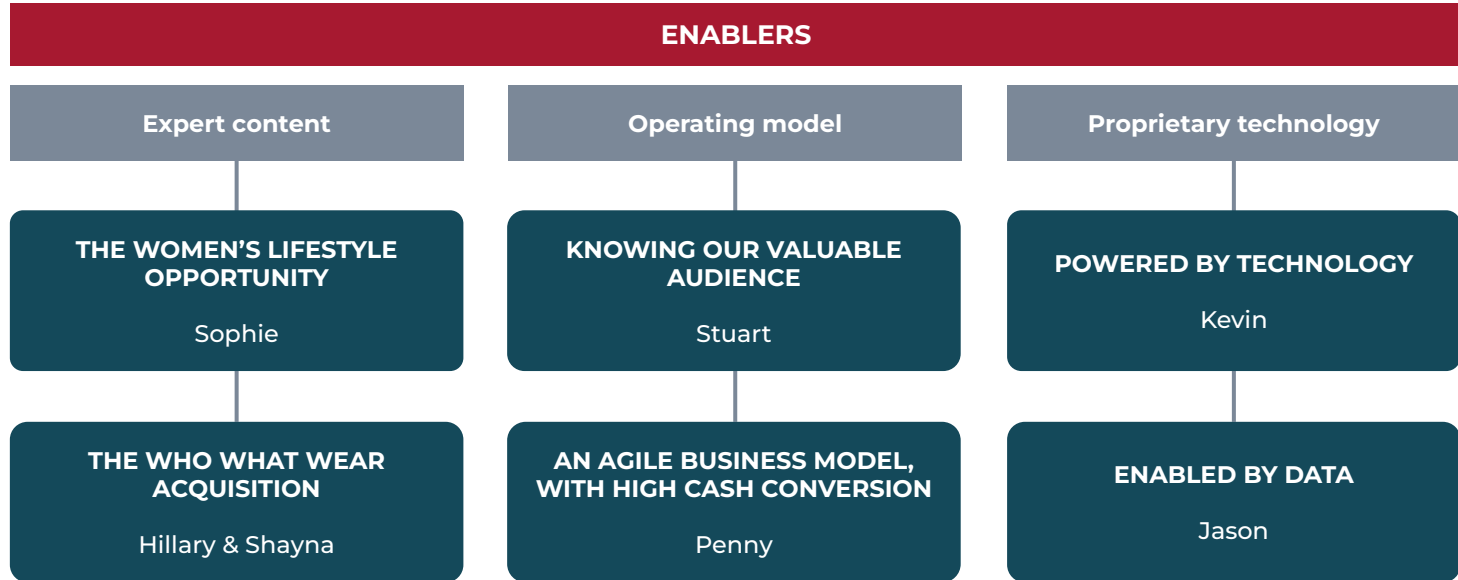 ENABLERS
Expert content
THE WOMEN’S LIFESTYLE
OPPORTUNITY
Sophie
THE WHO WHAT WEAR
ACQUISITION
Hillary & Shayna
Operating model
KNOWING OUR VALUABLE
AUDIENCE
Stuart
AN AGILE BUSINESS MODEL,
WITH HIGH CASH CONVERSION
Penny
Proprietary technology
POWERED BY TECHNOLOGY
Kevin
ENABLED BY DATA
Jason